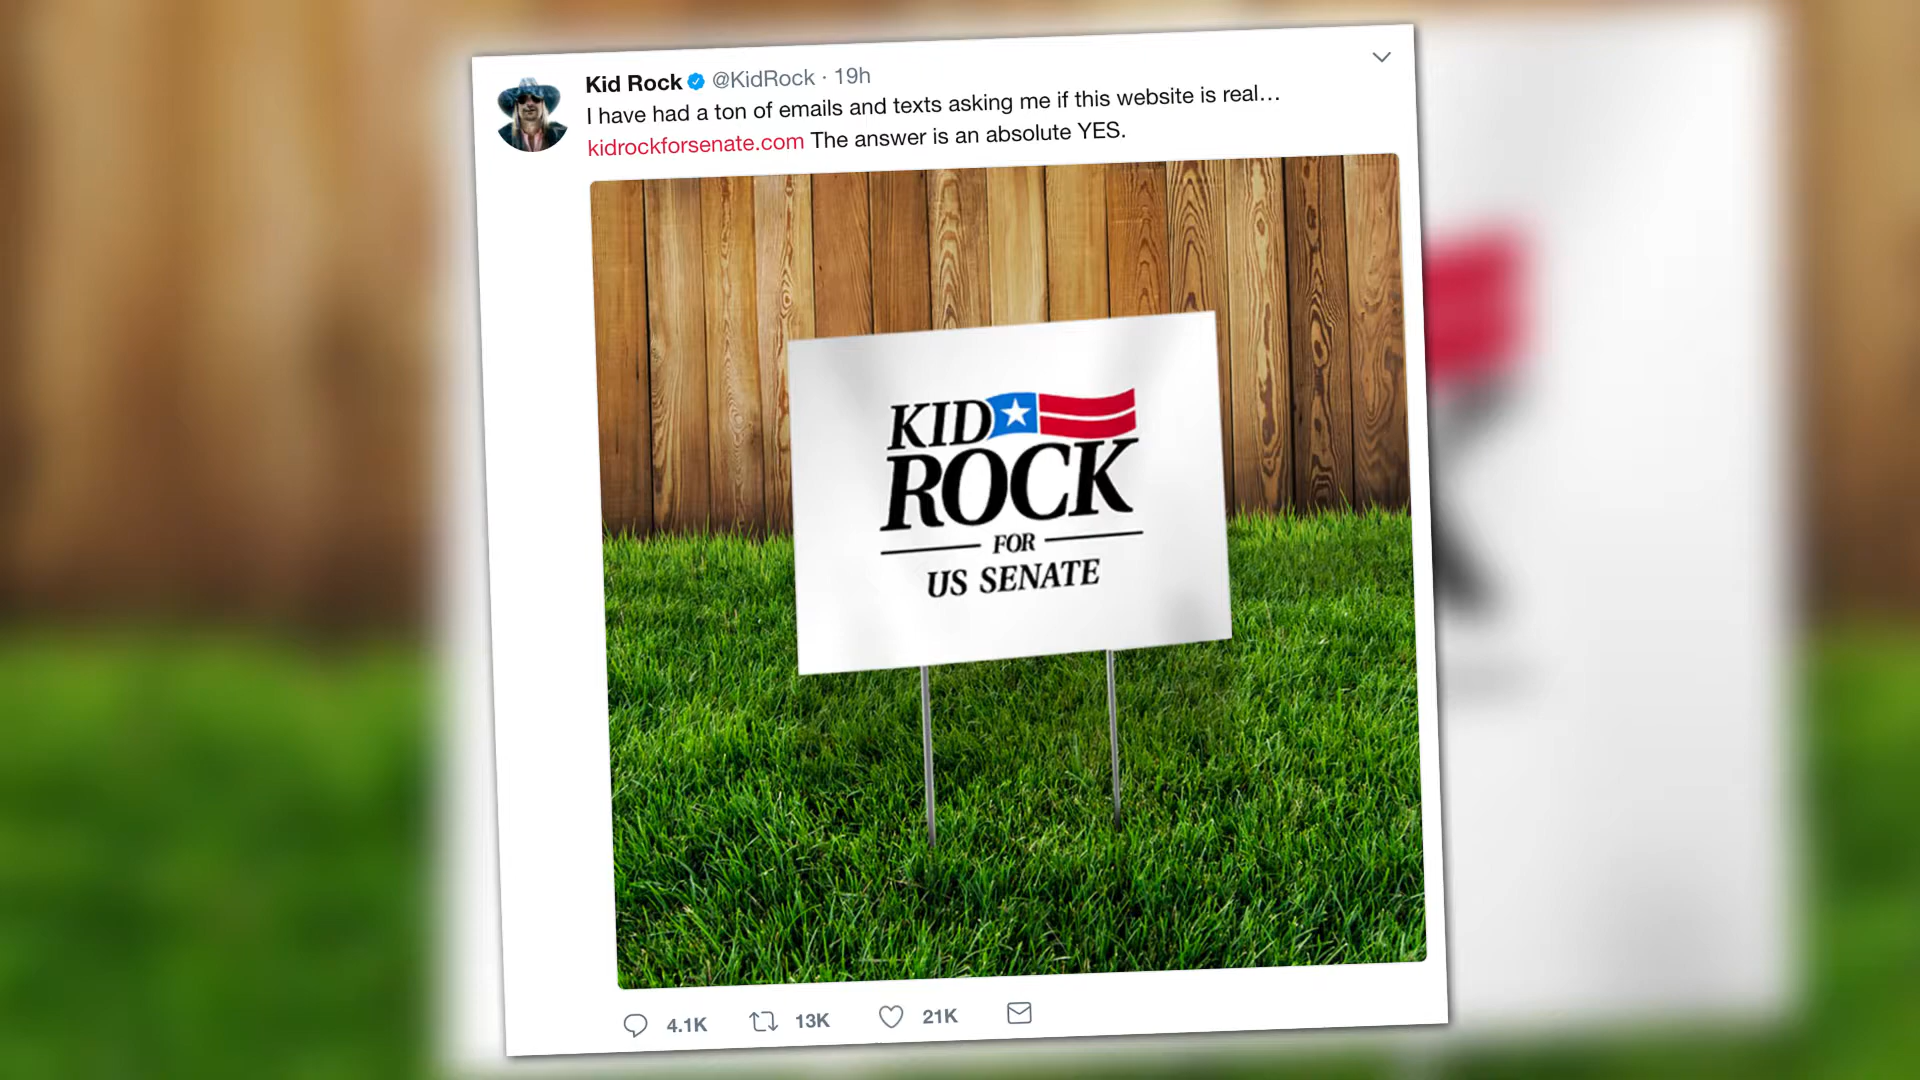 Kid Rock @KidRock · 19h
I have had a ton of emails and texts asking me if this website is real…
kidrockforsenate.com The answer is an absolute YES.
KID
ROCK
FOR
US SENATE
4.1K 13K 21K